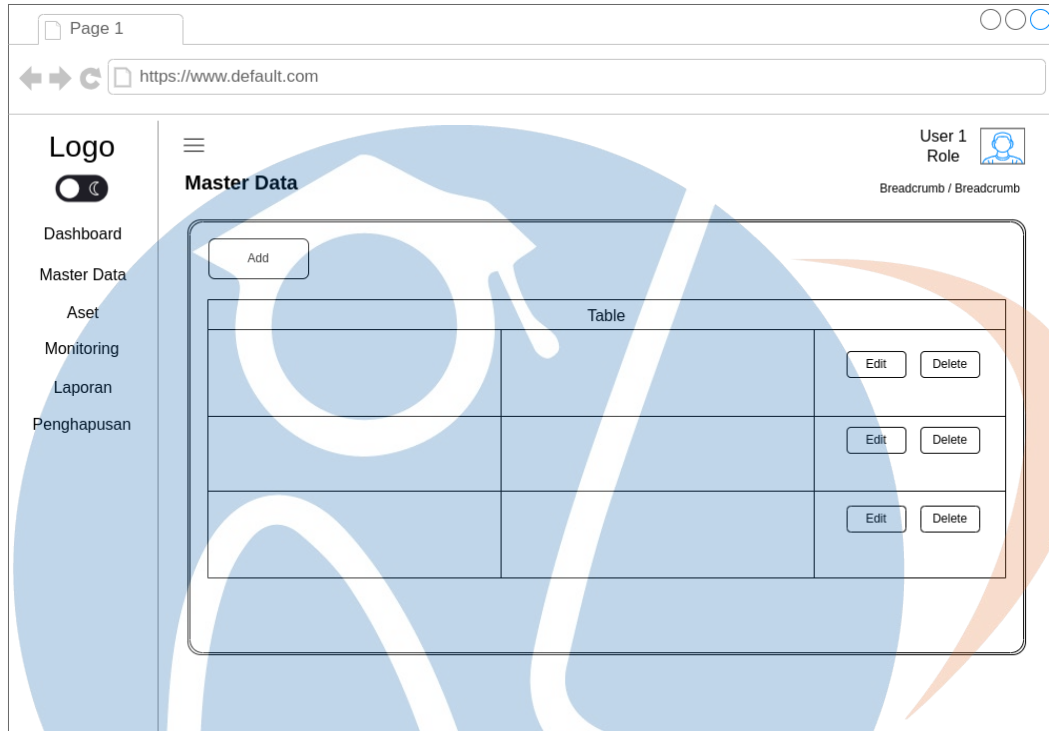 Page 1
https://www.default.com
Logo
User 1
Role
Master Data
Breadcrumb / Breadcrumb
Dashboard
Master Data
Aset
Monitoring
Laporan
Penghapusan
Add
Table
Edit Delete
Edit Delete
Edit Delete